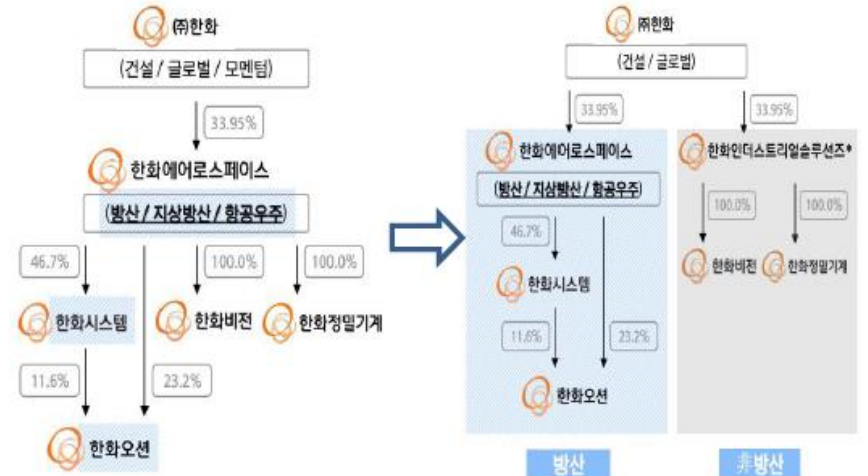 ㈜한화
(건설 / 글로벌 / 모멘텀)
33.95%
한화에어로스페이스
(방산 / 지상방산 / 항공우주)
46.7%
100.0%
100.0%
한화시스템
한화비전
한화정밀기계
11.6%
23.2%
한화오션
㈜한화
(건설 / 글로벌)
33.95%
33.95%
한화에어로스페이스
한화인더스트리얼솔루션즈*
(방산 / 지상방산 / 항공우주)
46.7%
100.0%
100.0%
한화시스템
한화비전
한화정밀기계
11.6%
23.2%
한화오션
방산
非방산